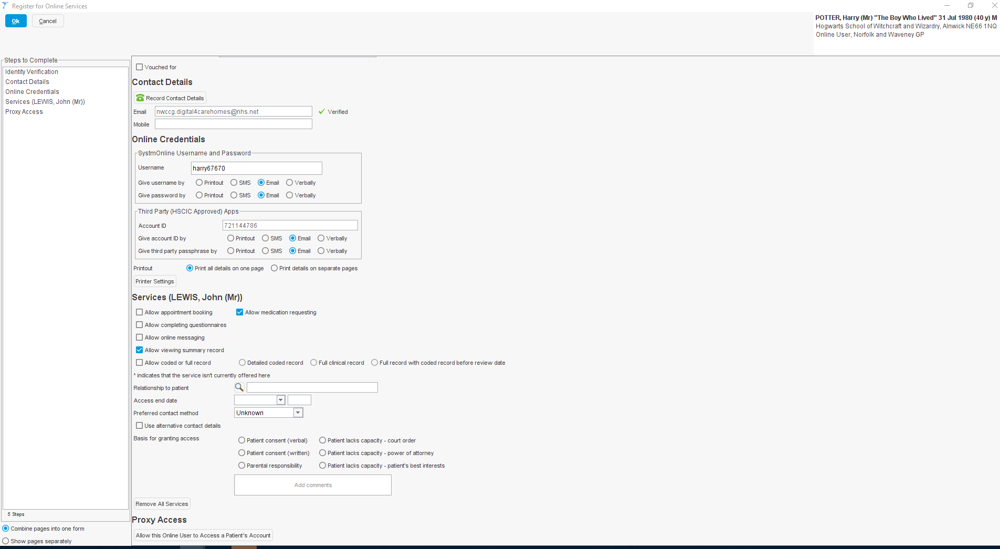 Register for Online Services
Ok Cancel
POTTER, Harry (Mr) "The Boy Who Lived" 31 Jul 1980 (40 y) M
Hogwarts School of Witchcraft and Wizardry, Alnwick NE66 1NQ
Online User, Norfolk and Waveney GP
Steps to Complete
Identity Verification
Contact Details
Online Credentials
Services (LEWIS, John (Mr))
Proxy Access
5 Steps
Combine pages into one form
Show pages separately
Vouched for
Contact Details
Record Contact Details
Email nwccg.digital4carehomes@nhs.net Verified
Mobile
Online Credentials
SystmOnline Username and Password
Username harry67670
Give username by Printout SMS Email Verbally
Give password by Printout SMS Email Verbally
Third Party (HSCIC Approved) Apps
Account ID 721144786
Give account ID by Printout SMS Email Verbally
Give third party passphrase by Printout SMS Email Verbally
Printout Print all details on one page Print details on separate pages
Printer Settings
Services (LEWIS, John (Mr))
Allow appointment booking Allow medication requesting
Allow completing questionnaires
Allow online messaging
Allow viewing summary record
Allow coded or full record Detailed coded record Full clinical record Full record with coded record before review date
* indicates that the service isn't currently offered here
Relationship to patient
Access end date
Preferred contact method Unknown
Use alternative contact details
Basis for granting access
Patient consent (verbal) Patient lacks capacity - court order
Patient consent (written) Patient lacks capacity - power of attorney
Parental responsibility Patient lacks capacity - patient's best interests
Add comments
Remove All Services
Proxy Access
Allow this Online User to Access a Patient's Account